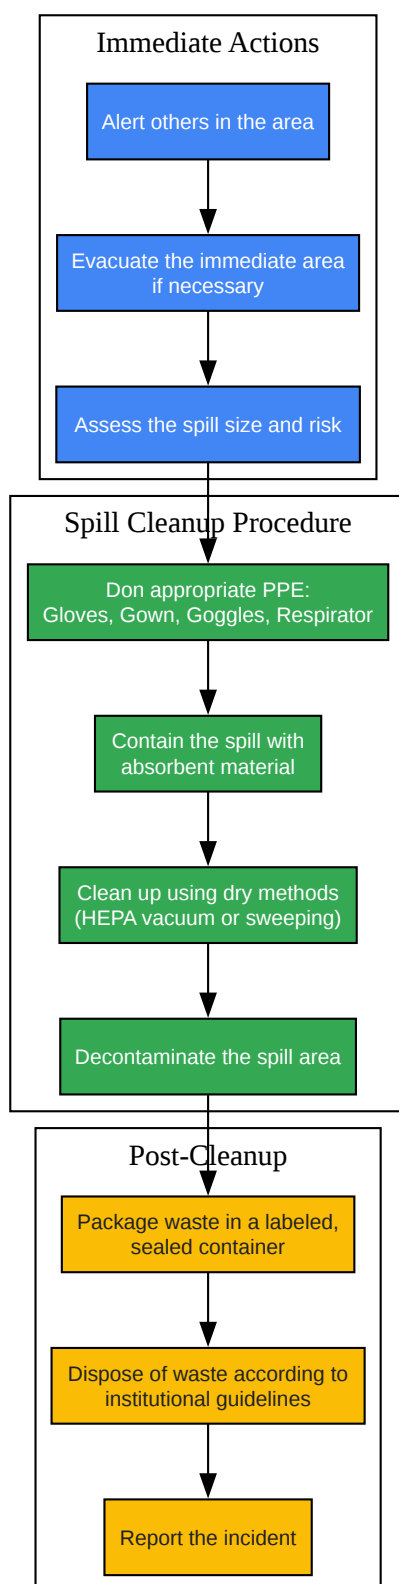 Immediate Actions
Alert others in the area
Evacuate the immediate area
if necessary
Assess the spill size and risk
Spill Cleanup Procedure
Don appropriate PPE:
Gloves, Gown, Goggles, Respirator
Contain the spill with
absorbent material
Clean up using dry methods
(HEPA vacuum or sweeping)
Decontaminate the spill area
Post-Cleanup
Package waste in a labeled,
sealed container
Dispose of waste according to
institutional guidelines
Report the incident